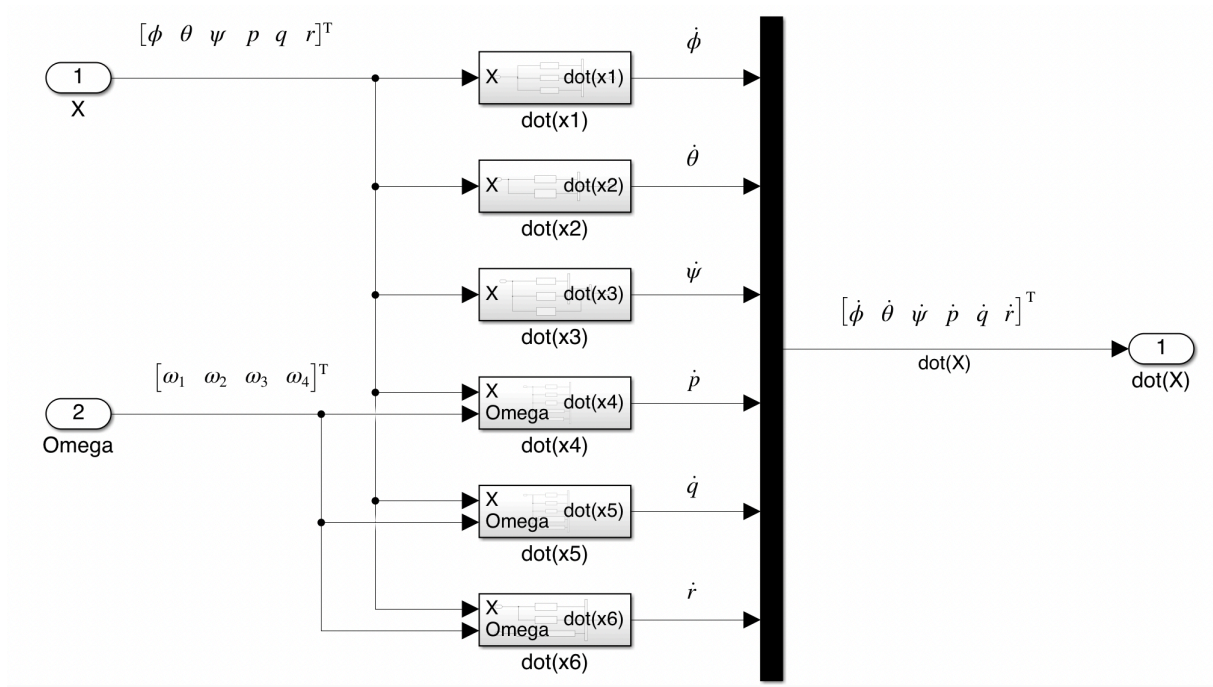 [ϕ θ ψ p q r]ᵀ
1
X
X dot(x1)
dot(x1)
ϕ̇
X dot(x2)
dot(x2)
θ̇
X dot(x3)
dot(x3)
ψ̇
[ω₁ ω₂ ω₃ ω₄]ᵀ
2
Omega
X
Omega
dot(x4)
dot(x4)
ṗ
X
Omega
dot(x5)
dot(x5)
q̇
X
Omega
dot(x6)
dot(x6)
ṙ
[ϕ̇ θ̇ ψ̇ ṗ q̇ ṙ]ᵀ
dot(X)
1
dot(X)